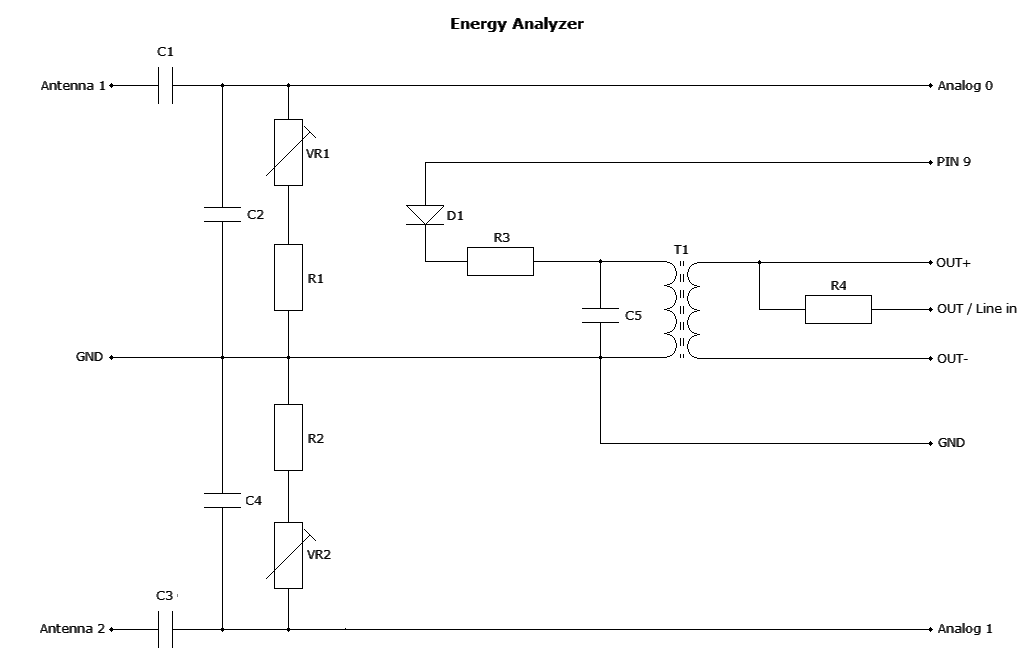 Energy Analyzer
C1
Antenna 1
Analog 0
VR1
PIN 9
C2
D1
R3
T1
OUT+
R1
R4
OUT / Line in
C5
GND
OUT-
R2
GND
C4
VR2
C3
Antenna 2
Analog 1